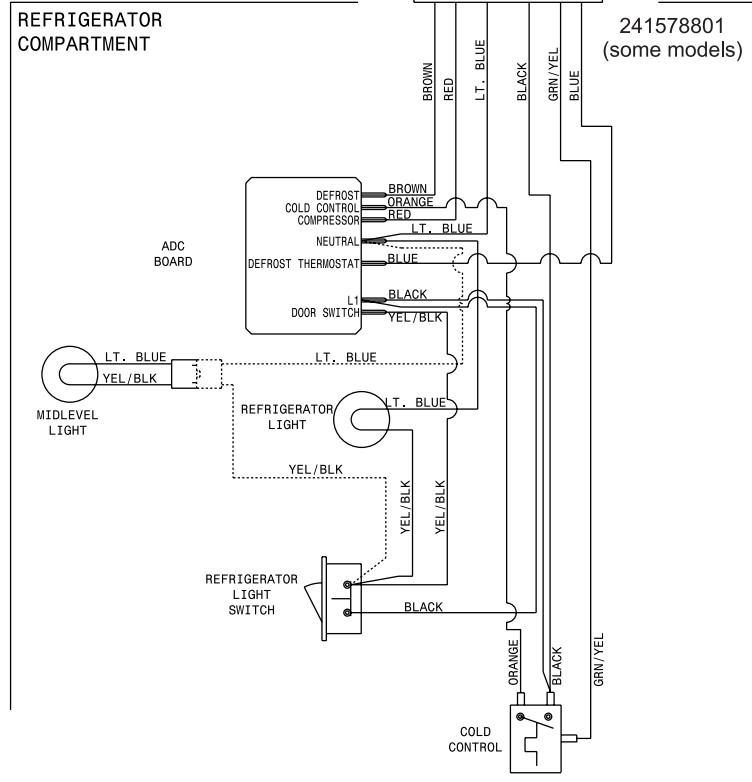 REFRIGERATOR
COMPARTMENT
241578801
(some models)
BROWN
RED
LT. BLUE
BLACK
GRN/YEL
BLUE
ADC
BOARD
DEFROST
COLD CONTROL
COMPRESSOR
NEUTRAL
DEFROST THERMOSTAT
L1
DOOR SWITCH
BROWN
ORANGE
RED
LT. BLUE
BLUE
BLACK
YEL/BLK
LT. BLUE
YEL/BLK
MIDLEVEL
LIGHT
LT. BLUE
REFRIGERATOR
LIGHT
LT. BLUE
YEL/BLK
YEL/BLK
YEL/BLK
REFRIGERATOR
LIGHT
SWITCH
BLACK
ORANGE
BLACK
GRN/YEL
COLD
CONTROL